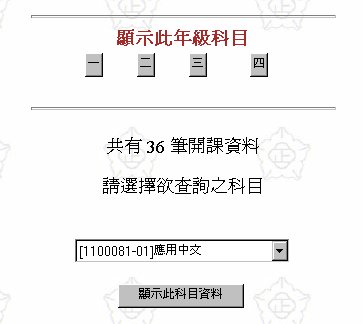 顯示此年級科目
一 二 三 四
共有 36 筆開課資料
請選擇欲查詢之科目
[1100081-01]應用中文
顯示此科目資料